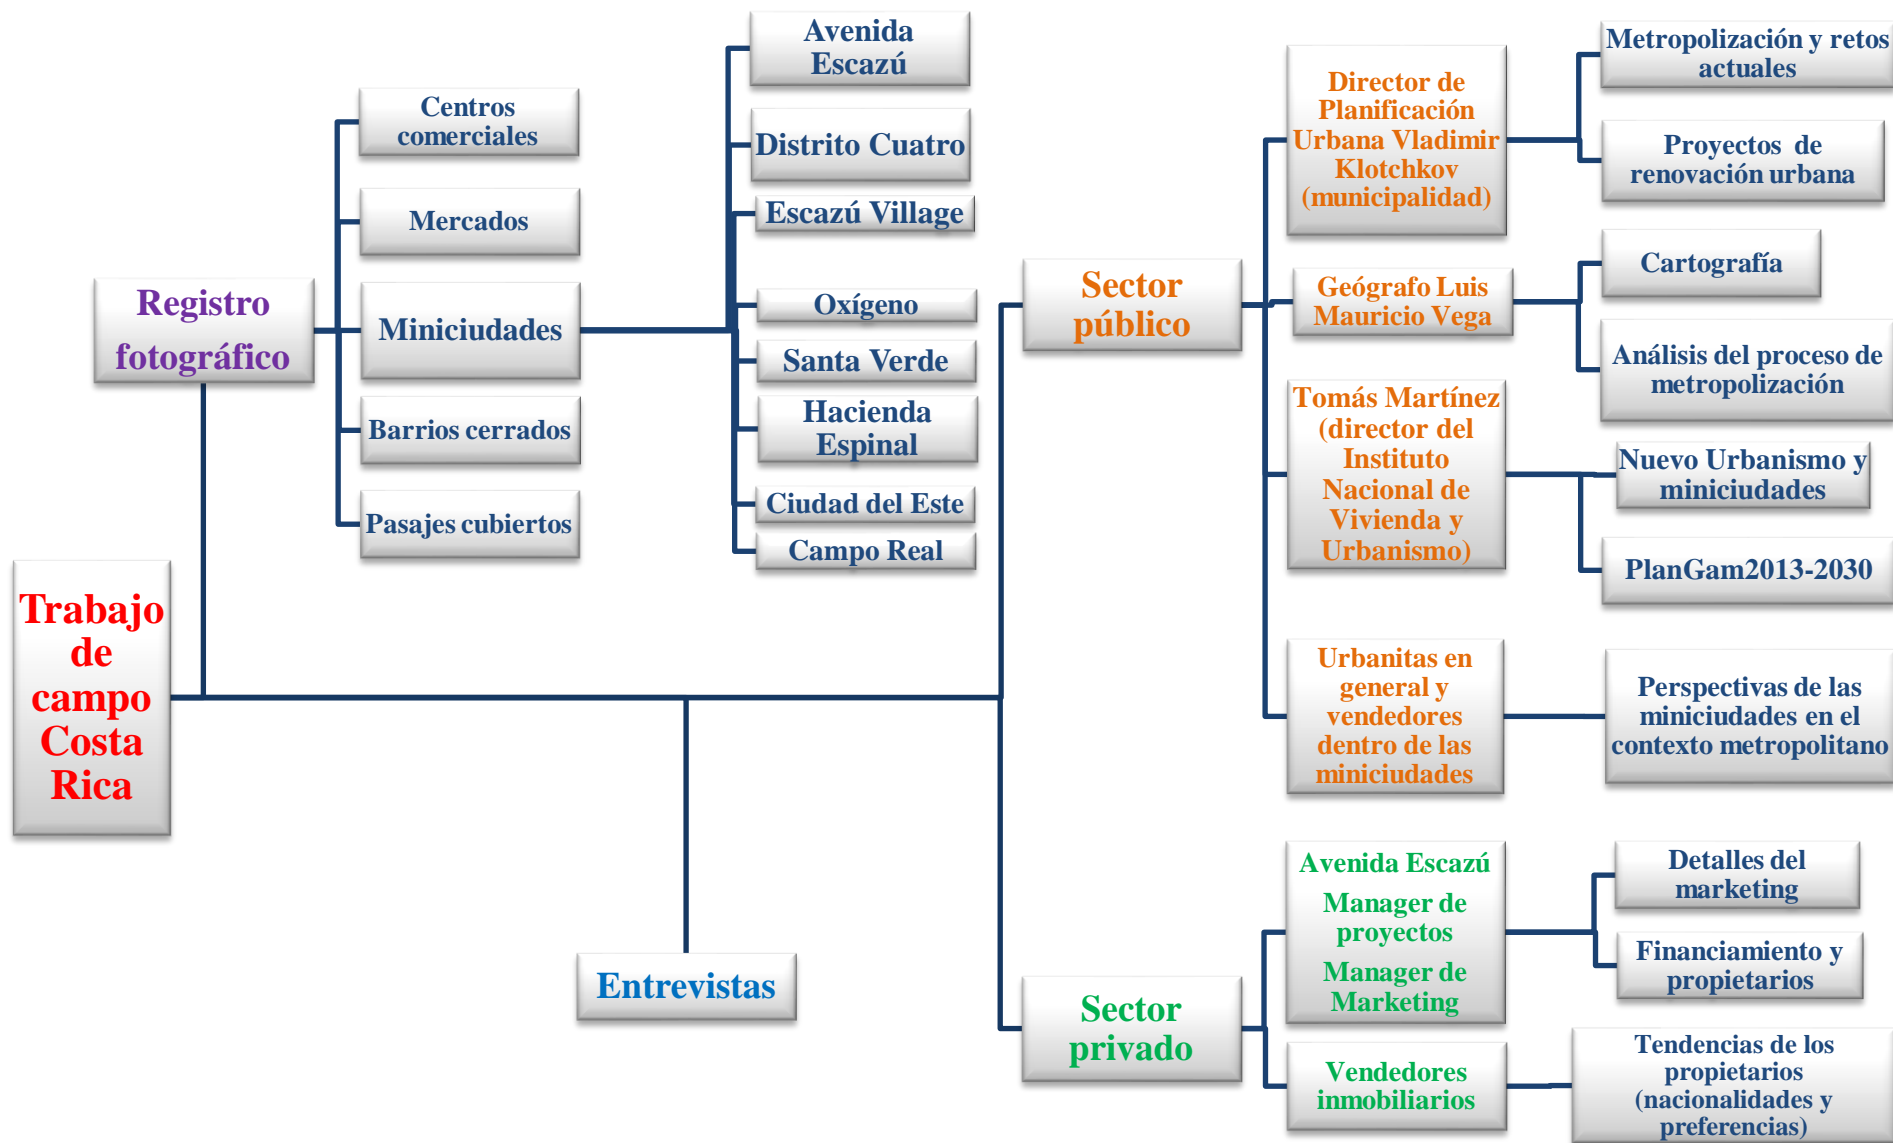 Trabajo
de
campo
Costa
Rica
Registro
fotográfico
Centros
comerciales
Mercados
Miniciudades
Barrios cerrados
Pasajes cubiertos
Avenida
Escazú
Distrito Cuatro
Escazú Village
Oxígeno
Santa Verde
Hacienda
Espinal
Ciudad del Este
Campo Real
Entrevistas
Sector
público
Director de
Planificación
Urbana Vladimir
Klotchkov
(municipalidad)
Metropolización y retos
actuales
Proyectos de
renovación urbana
Geógrafo Luis
Mauricio Vega
Cartografía
Análisis del proceso de
metropolización
Tomás Martínez
(director del
Instituto
Nacional de
Vivienda y
Urbanismo)
Nuevo Urbanismo y
miniciudades
PlanGam2013-2030
Urbanitas en
general y
vendedores
dentro de las
miniciudades
Perspectivas de las
miniciudades en el
contexto metropolitano
Sector
privado
Avenida Escazú
Manager de
proyectos
Manager de
Marketing
Detalles del
marketing
Financiamiento y
propietarios
Vendedores
inmobiliarios
Tendencias de los
propietarios
(nacionalidades y
preferencias)